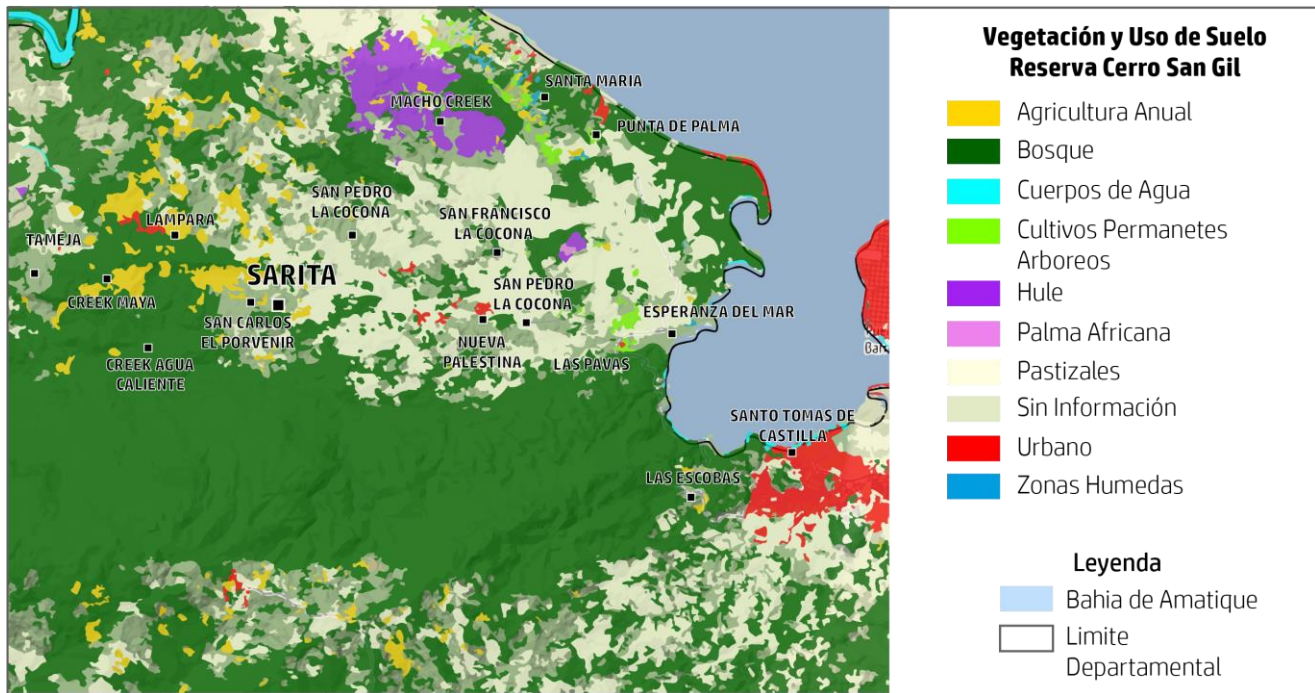 SANTA MARIA
MACHO CREEK
PUNTA DE PALMA
SAN PEDRO
LA COCONA
SAN FRANCISCO
LA COCONA
LAMPARA
TAMEJA
SARITA
SAN PEDRO
LA COCONA
CREEK MAYA
SAN CARLOS
EL PORVENIR
ESPERANZA DEL MAR
NUEVA
PALESTINA
CREEK AGUA
CALIENTE
LAS PAVAS
SANTO TOMAS DE
CASTILLA
LAS ESCOBAS
Vegetación y Uso de Suelo
Reserva Cerro San Gil
Agricultura Anual
Bosque
Cuerpos de Agua
Cultivos Permanetes
Arboreos
Hule
Palma Africana
Pastizales
Sin Información
Urbano
Zonas Humedas
Leyenda
Bahia de Amatique
Limite
Departamental